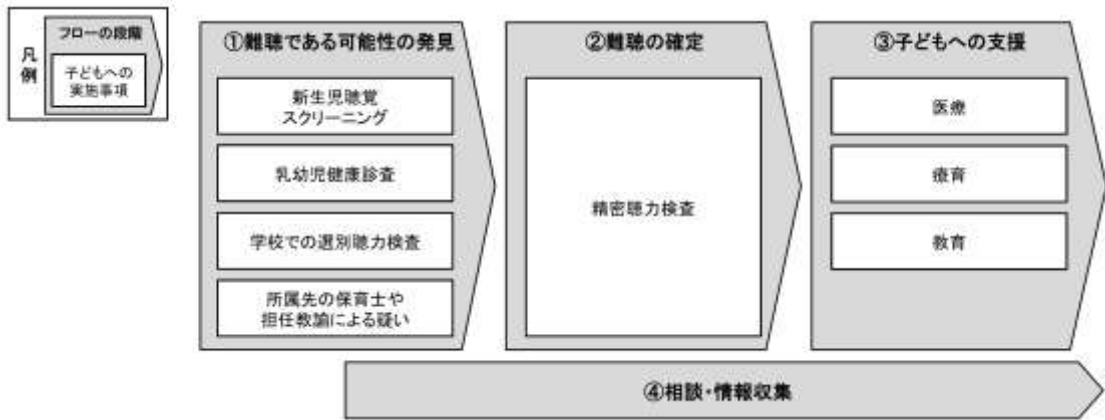 凡例
フローの段階
子どもへの
実施事項
①難聴である可能性の発見
新生児聴覚
スクリーニング
乳幼児健康診査
学校での選別聴力検査
所属先の保育士や
担任教諭による疑い
②難聴の確定
精密聴力検査
③子どもへの支援
医療
療育
教育
④相談・情報収集